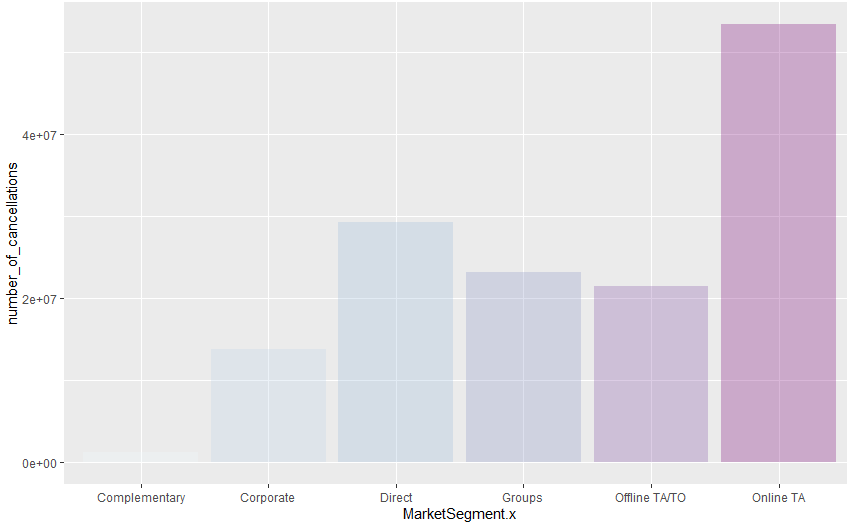 number_of_cancellations
4e+07
2e+07
0e+00
Complementary Corporate Direct Groups Offline TA/TO Online TA
MarketSegment.x